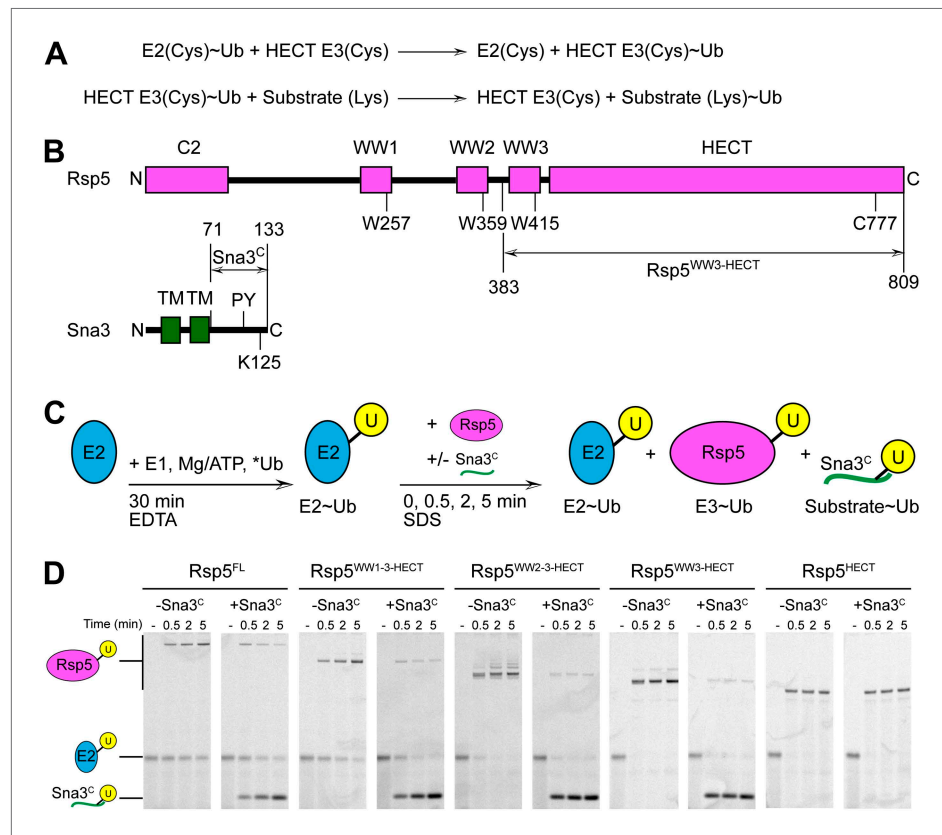 A
E2(Cys)~Ub + HECT E3(Cys) E2(Cys) + HECT E3(Cys)~Ub
HECT E3(Cys)~Ub + Substrate (Lys) HECT E3(Cys) + Substrate (Lys)~Ub
B
C2 WW1 WW2 WW3 HECT
Rsp5 N C
W257 W359 W415 C777
71 133
Sna3C
Rsp5WW3-HECT
383 809
TM TM PY
Sna3 N C
K125
C
E2
+ E1, Mg/ATP, *Ub
30 min
EDTA
U
E2
E2~Ub
+ Rsp5
+/- Sna3C
0, 0.5, 2, 5 min
SDS
U U U
E2 + Rsp5 + Sna3C
E2~Ub E3~Ub Substrate~Ub
D
Rsp5FL Rsp5WW1-3-HECT Rsp5WW2-3-HECT Rsp5WW3-HECT Rsp5HECT
-Sna3C +Sna3C -Sna3C +Sna3C -Sna3C +Sna3C -Sna3C +Sna3C -Sna3C +Sna3C
Time (min) - 0.5 2 5 - 0.5 2 5 - 0.5 2 5 - 0.5 2 5 - 0.5 2 5 - 0.5 2 5 - 0.5 2 5 - 0.5 2 5 - 0.5 2 5 - 0.5 2 5
Rsp5 U
E2 U
Sna3C U